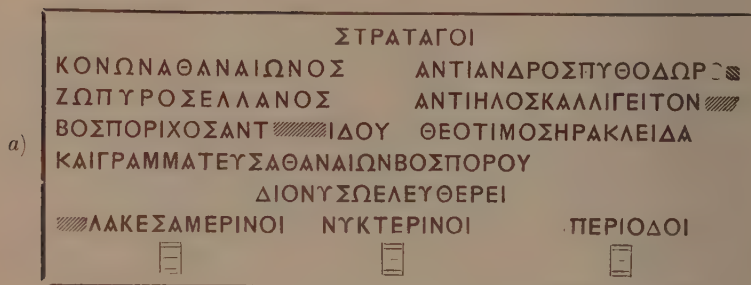 ΣΤΡΑΤΑΓΟΙ
ΚΟΝΩΝΑΘΑΝΑΙΩΝΟΣ ΑΝΤΙΑΝΔΡΟΣΠΥΘΟΔΩΡ
ΖΩΠΥΡΟΣΕΛΛΑΝΟΣ ΑΝΤΙΗΛΟΣΚΑΛΛΙΓΕΙΤΟΝ
a) ΒΟΣΠΟΡΙΧΟΣΑΝΤ ΙΔΟΥ ΘΕΟΤΙΜΟΣΗΡΑΚΛΕΙΔΑ
ΚΑΙΓΡΑΜΜΑΤΕΥΣΑΘΑΝΑΙΩΝΒΟΣΠΟΡΟΥ
ΔΙΟΝΥΣΩΕΛΕΥΘΕΡΕΙ
ΛΑΚΕΣΑΜΕΡΙΝΟΙ ΝΥΚΤΕΡΙΝΟΙ ΠΕΡΙΟΔΟΙ